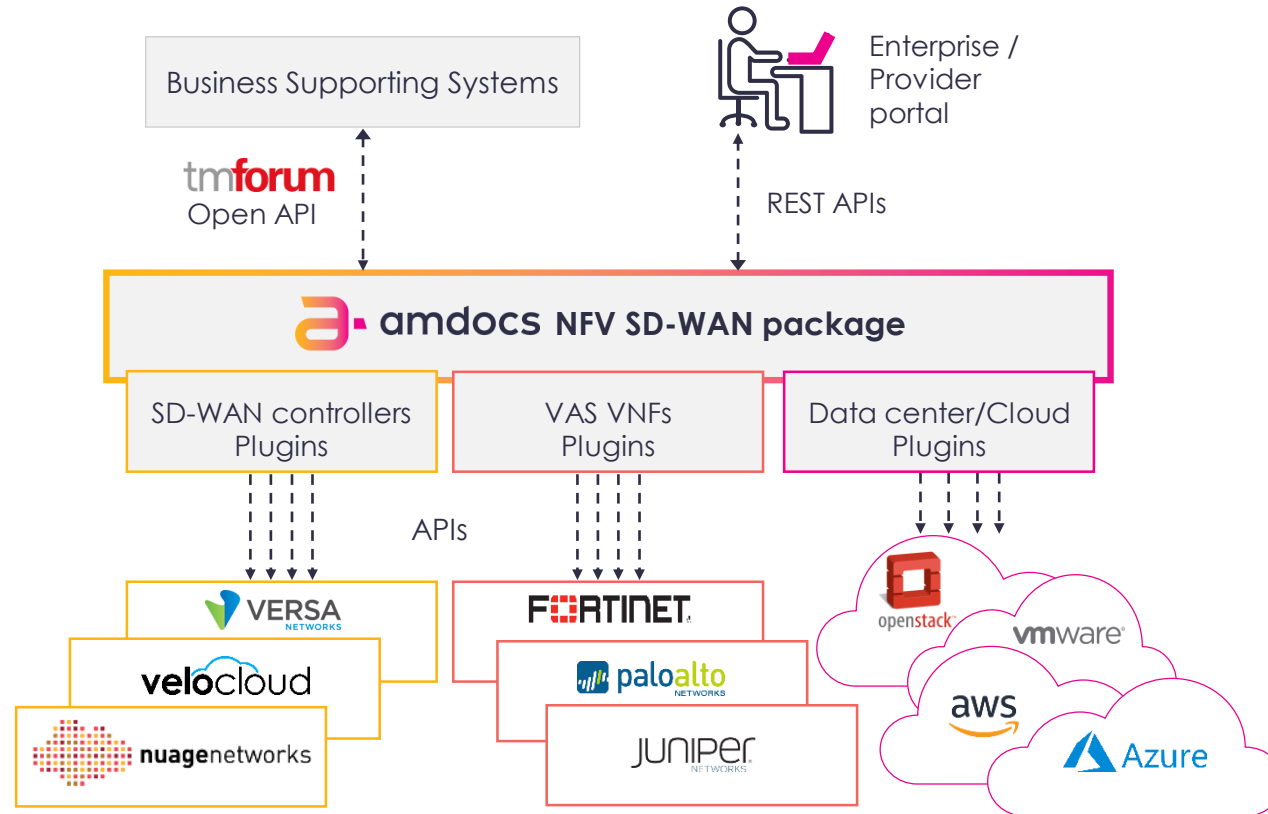 Business Supporting Systems
Enterprise /
Provider
portal
tmforum
Open API
REST APIs
amdocs NFV SD-WAN package
SD-WAN controllers
Plugins
VAS VNFs
Plugins
Data center/Cloud
Plugins
APIs
VERSA
NETWORKS
velocloud
nuagenetworks
FORTINET
paloalto
NETWORKS
JUNIPER
NETWORKS
openstack
vmware
aws
Azure